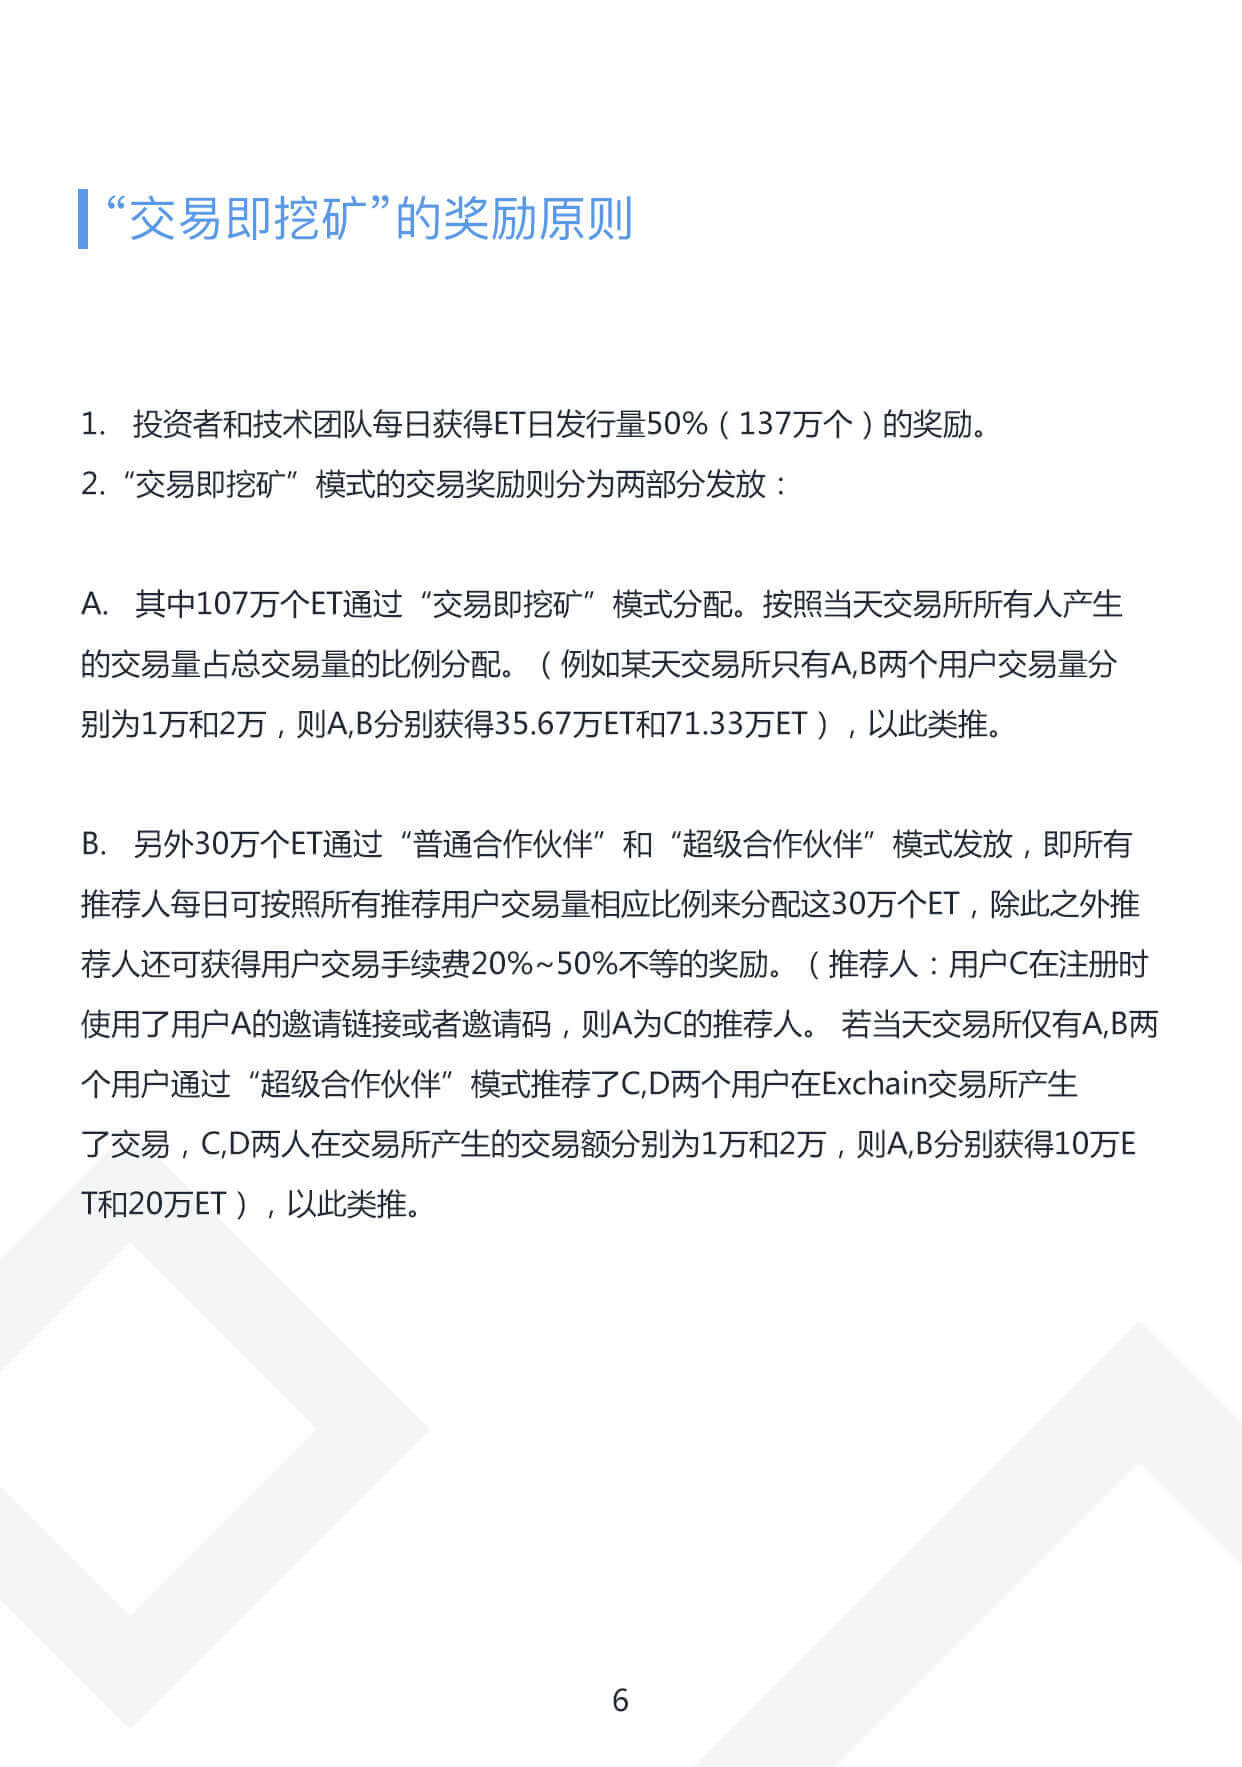 “交易即挖矿”的奖励原则
1. 投资者和技术团队每日获得ET日发行量50%（137万个）的奖励。
2.“交易即挖矿”模式的交易奖励则分为两部分发放：
A. 其中107万个ET通过“交易即挖矿”模式分配。按照当天交易所所有人产生
的交易量占总交易量的比例分配。（例如某天交易所只有A,B两个用户交易量分
别为1万和2万，则A,B分别获得35.67万ET和71.33万ET），以此类推。
B. 另外30万个ET通过“普通合作伙伴”和“超级合作伙伴”模式发放，即所有
推荐人每日可按照所有推荐用户交易量相应比例来分配这30万个ET，除此之外推
荐人还可获得用户交易手续费20%~50%不等的奖励。（推荐人：用户C在注册时
使用了用户A的邀请链接或者邀请码，则A为C的推荐人。 若当天交易所仅有A,B两
个用户通过“超级合作伙伴”模式推荐了C,D两个用户在Exchain交易所产生
了交易，C,D两人在交易所产生的交易额分别为1万和2万，则A,B分别获得10万E
T和20万ET），以此类推。
6